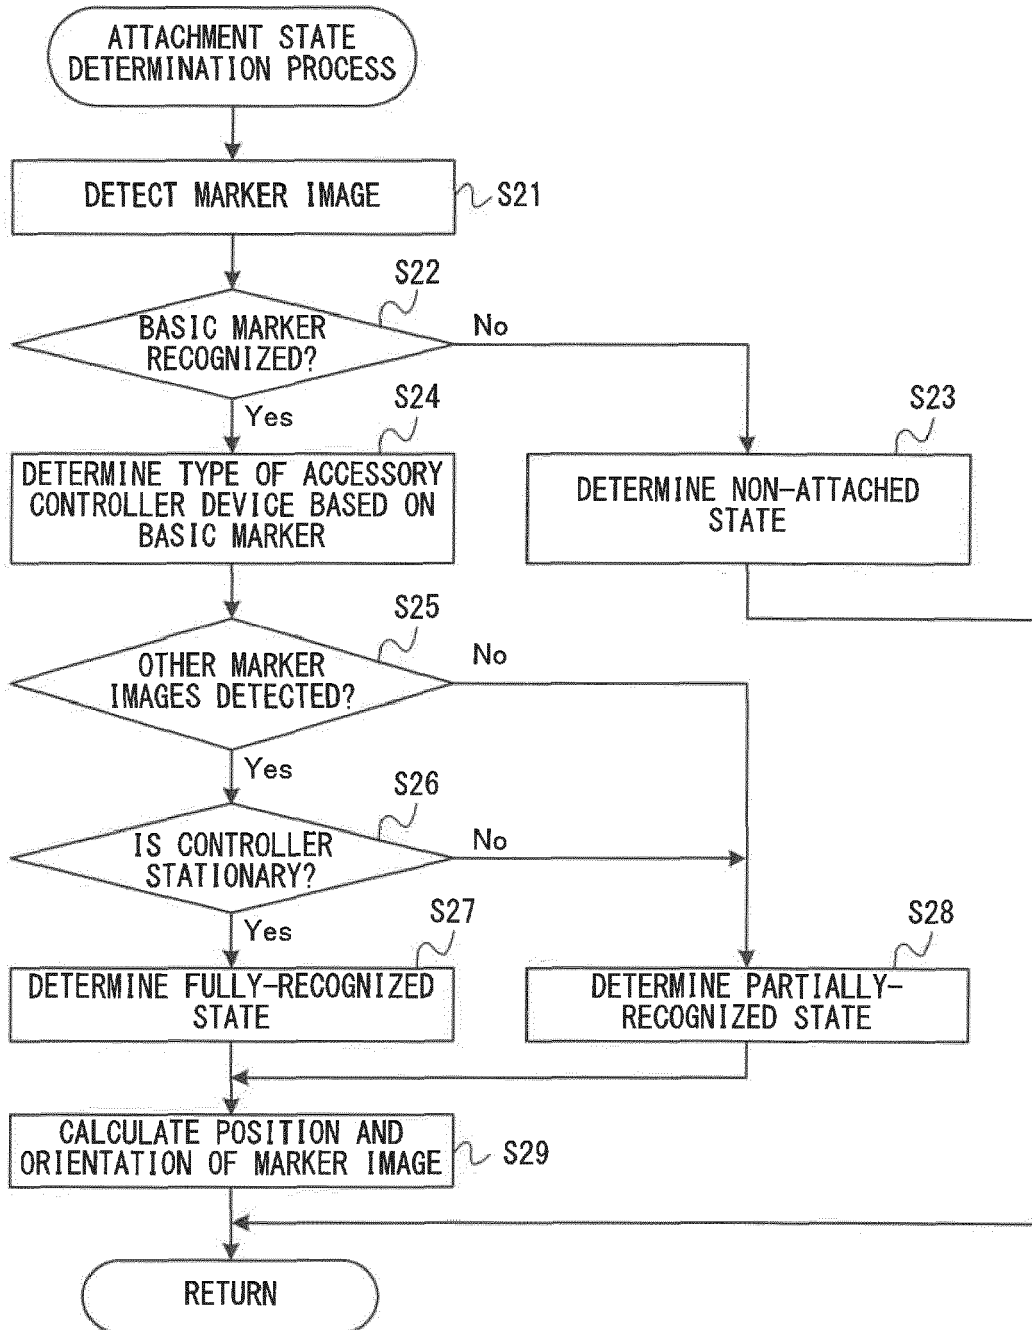 ATTACHMENT STATE
DETERMINATION PROCESS
DETECT MARKER IMAGE
S21
S22
BASIC MARKER
RECOGNIZED?
No
Yes
S24
S23
DETERMINE TYPE OF ACCESSORY
CONTROLLER DEVICE BASED ON
BASIC MARKER
DETERMINE NON-ATTACHED
STATE
S25
OTHER MARKER
IMAGES DETECTED?
No
Yes
S26
IS CONTROLLER
STATIONARY?
No
Yes
S27
S28
DETERMINE FULLY-RECOGNIZED
STATE
DETERMINE PARTIALLY-
RECOGNIZED STATE
CALCULATE POSITION AND
ORIENTATION OF MARKER IMAGE
S29
RETURN